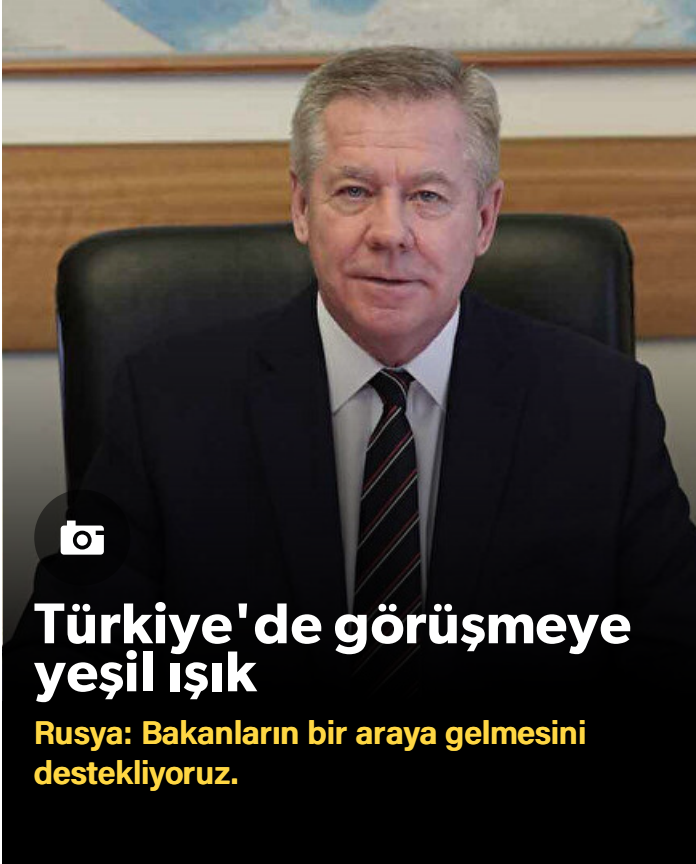 Türkiye'de görüşmeye
yeşil ışık
Rusya: Bakanların bir araya gelmesini
destekliyoruz.